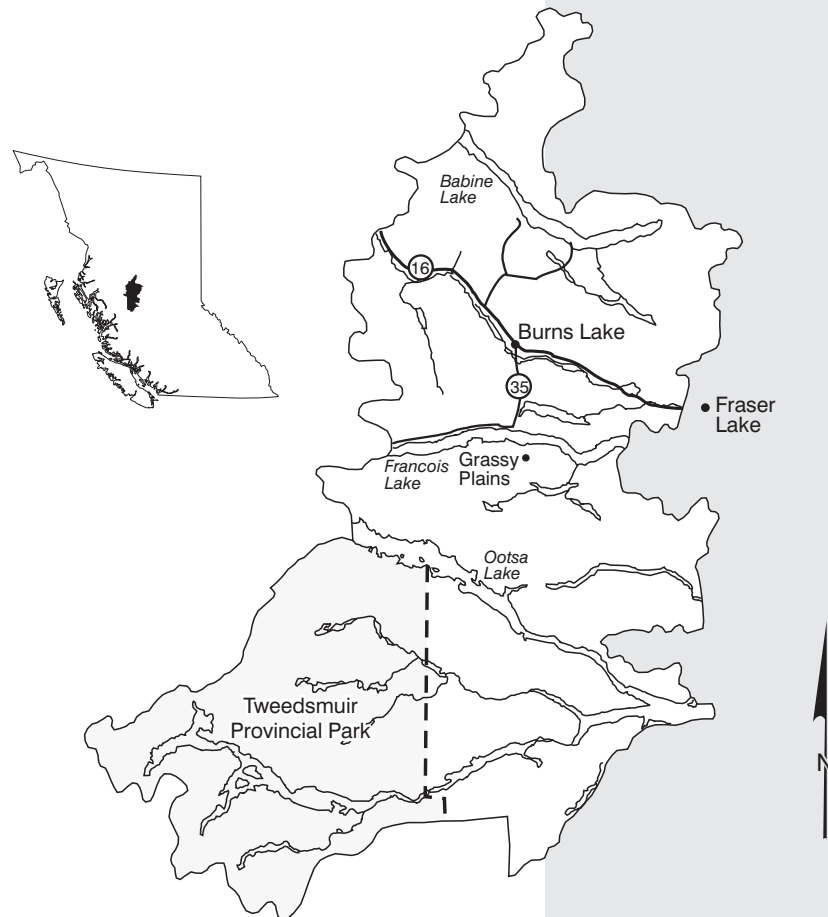 Babine
Lake
16
Burns Lake
35
Fraser
Lake
Francois
Lake
Grassy
Plains
Ootsa
Lake
Tweedsmuir
Provincial Park
N